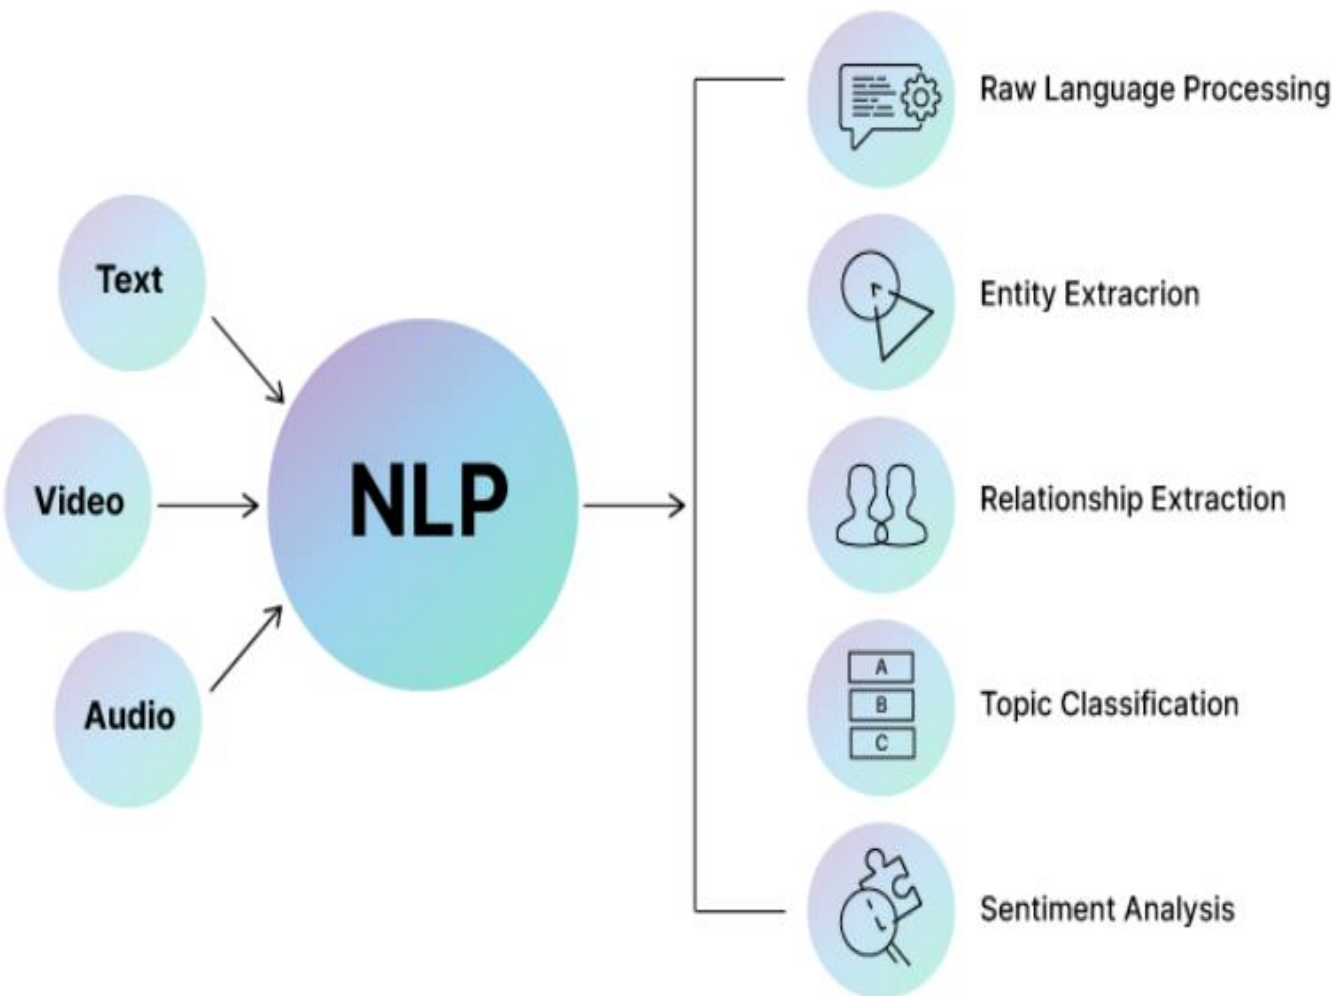 Text
Video
Audio
NLP
Raw Language Processing
Entity Extracrion
Relationship Extraction
A
B
C
Topic Classification
Sentiment Analysis